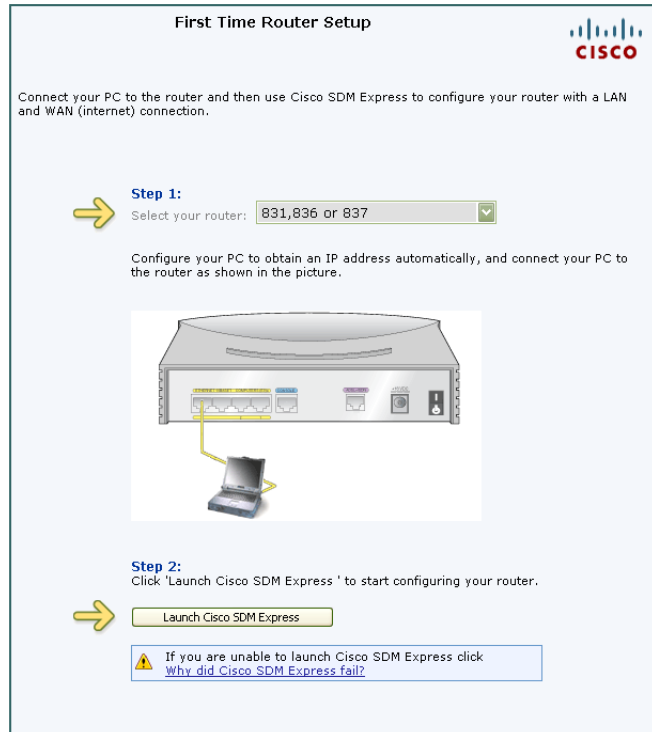 First Time Router Setup
CISCO
Connect your PC to the router and then use Cisco SDM Express to configure your router with a LAN
and WAN (internet) connection.
Step 1:
Select your router: 831,836 or 837
Configure your PC to obtain an IP address automatically, and connect your PC to
the router as shown in the picture.
Step 2:
Click 'Launch Cisco SDM Express ' to start configuring your router.
Launch Cisco SDM Express
If you are unable to launch Cisco SDM Express click
Why did Cisco SDM Express fail?